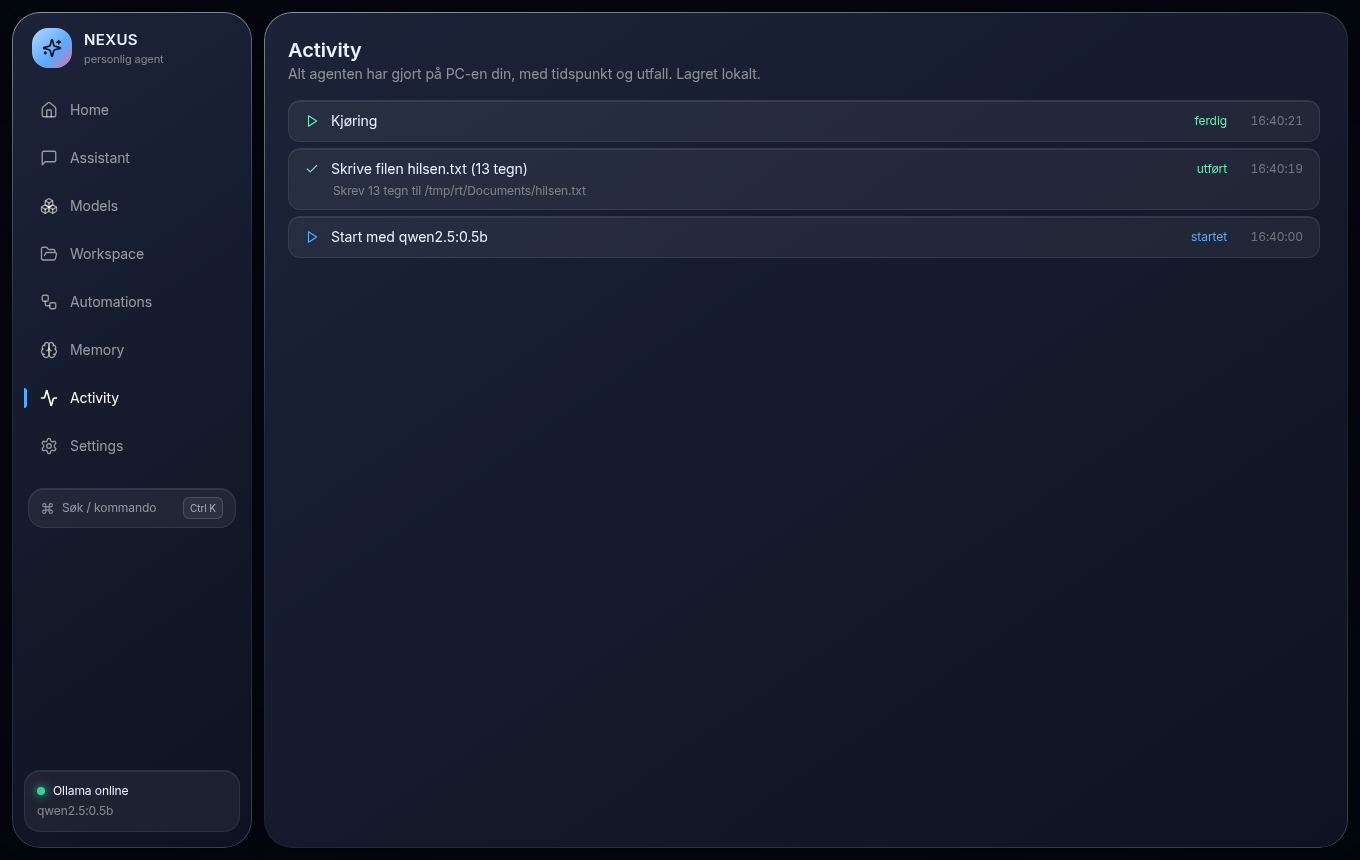 NEXUS
personlig agent
Home
Assistant
Models
Workspace
Automations
Memory
Activity
Settings
Søk / kommando Ctrl K
Ollama online
qwen2.5:0.5b
Activity
Alt agenten har gjort på PC-en din, med tidspunkt og utfall. Lagret lokalt.
Kjøring ferdig 16:40:21
Skrive filen hilsen.txt (13 tegn) utført 16:40:19
Skrev 13 tegn til /tmp/rt/Documents/hilsen.txt
Start med qwen2.5:0.5b startet 16:40:00